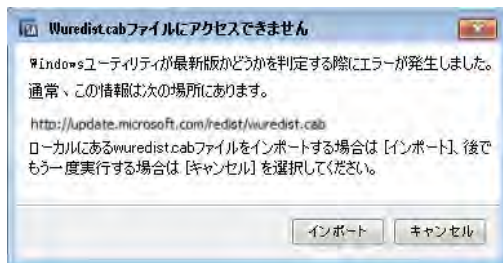 Wuredist.cabファイルにアクセスできません
Windowsユーティリティが最新版かどうかを判定する際にエラーが発生しました。
通常、この情報は次の場所にあります。
http://update.microsoft.com/redist/wuredist.cab
ローカルにあるwuredist.cabファイルをインポートする場合は [インポート]、後で
もう一度実行する場合は [キャンセル] を選択してください。
インポート
キャンセル